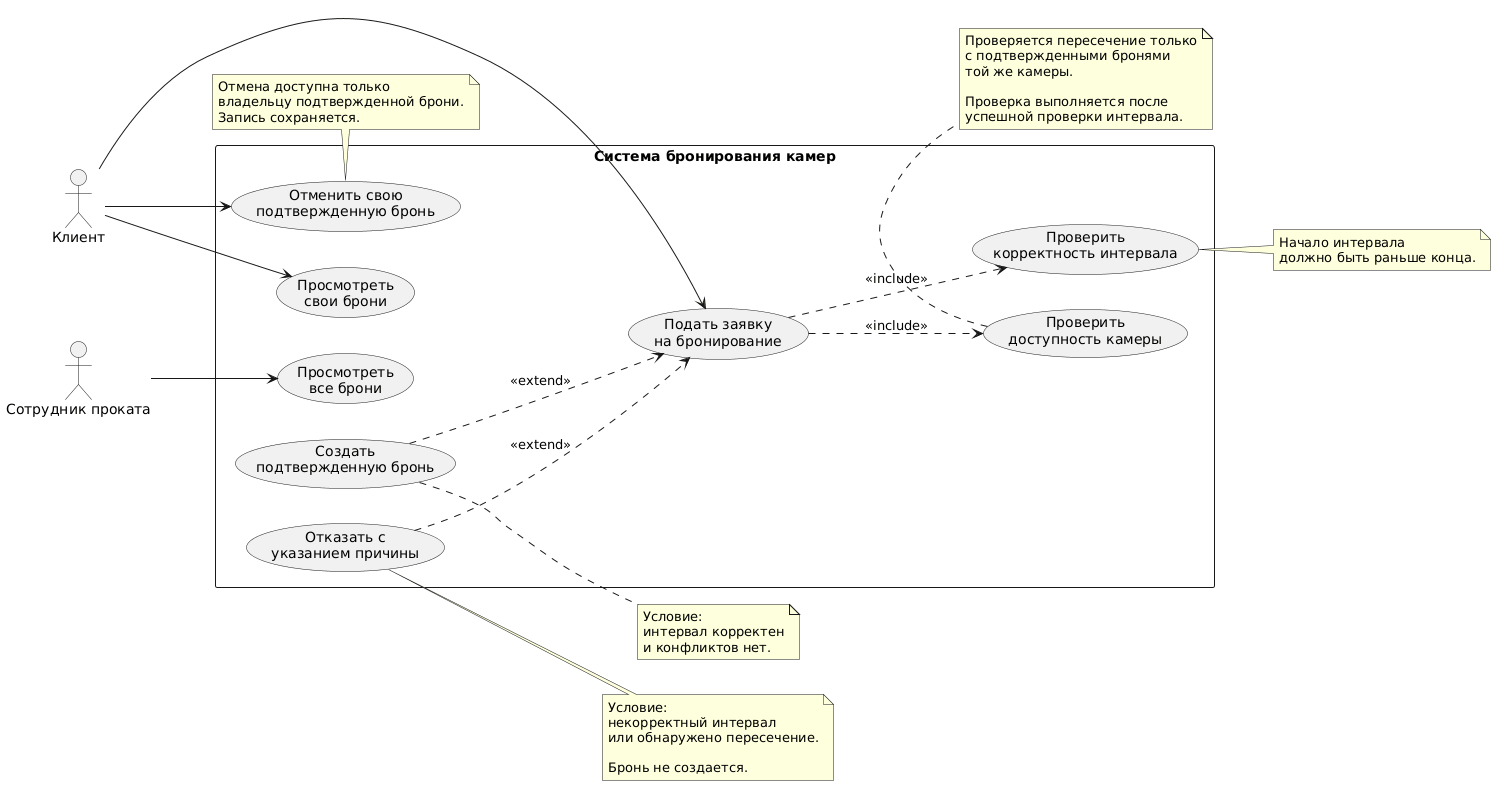 Проверяется пересечение только
с подтвержденными бронями
той же камеры.
Проверка выполняется после
успешной проверки интервала.
Отмена доступна только
владельцу подтвержденной брони.
Запись сохраняется.
Система бронирования камер
Клиент
Отменить свою
подтвержденную бронь
Просмотреть
свои брони
Проверить
корректность интервала
Начало интервала
должно быть раньше конца.
«include»
Подать заявку
на бронирование
«include»
Проверить
доступность камеры
Сотрудник проката
Просмотреть
все брони
«extend»
«extend»
Создать
подтвержденную бронь
Отказать с
указанием причины
Условие:
интервал корректен
и конфликтов нет.
Условие:
некорректный интервал
или обнаружено пересечение.
Бронь не создается.